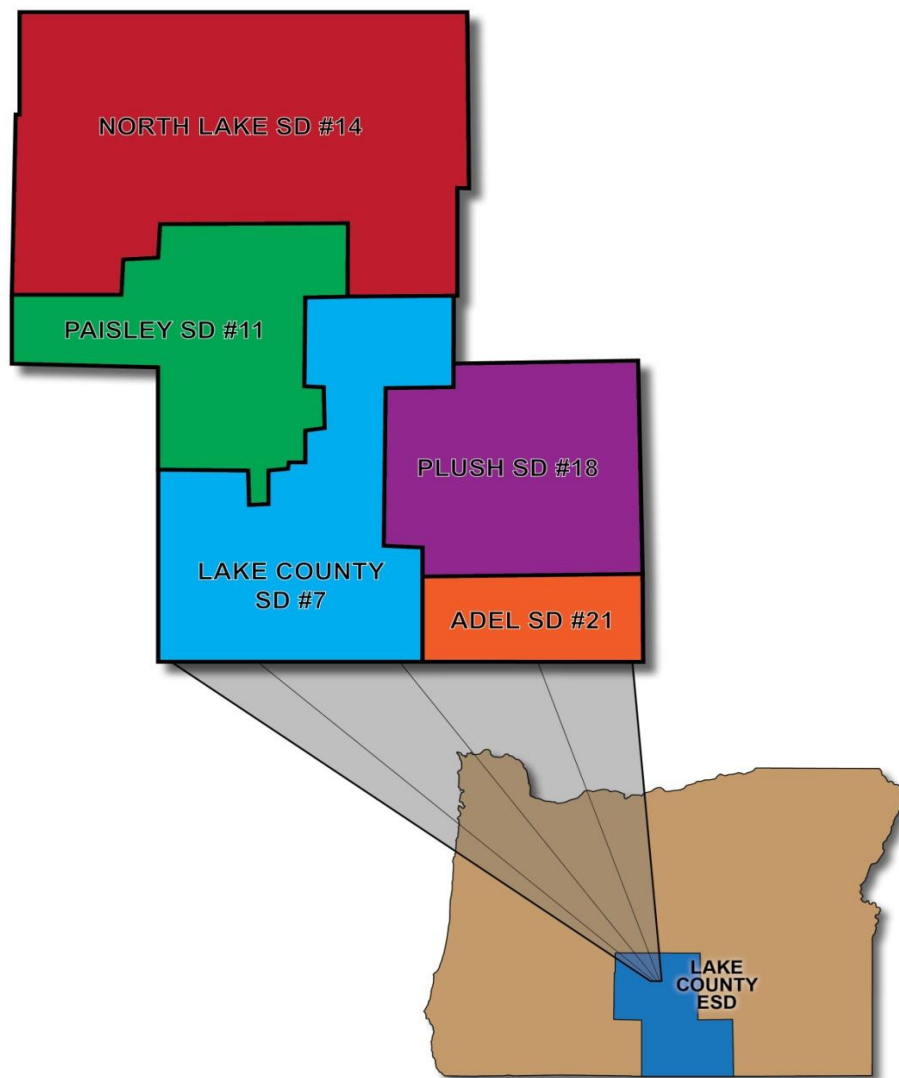 NORTH LAKE SD #14
PAISLEY SD #11
PLUSH SD #18
LAKE COUNTY
SD #7
ADEL SD #21
LAKE
COUNTY
ESD